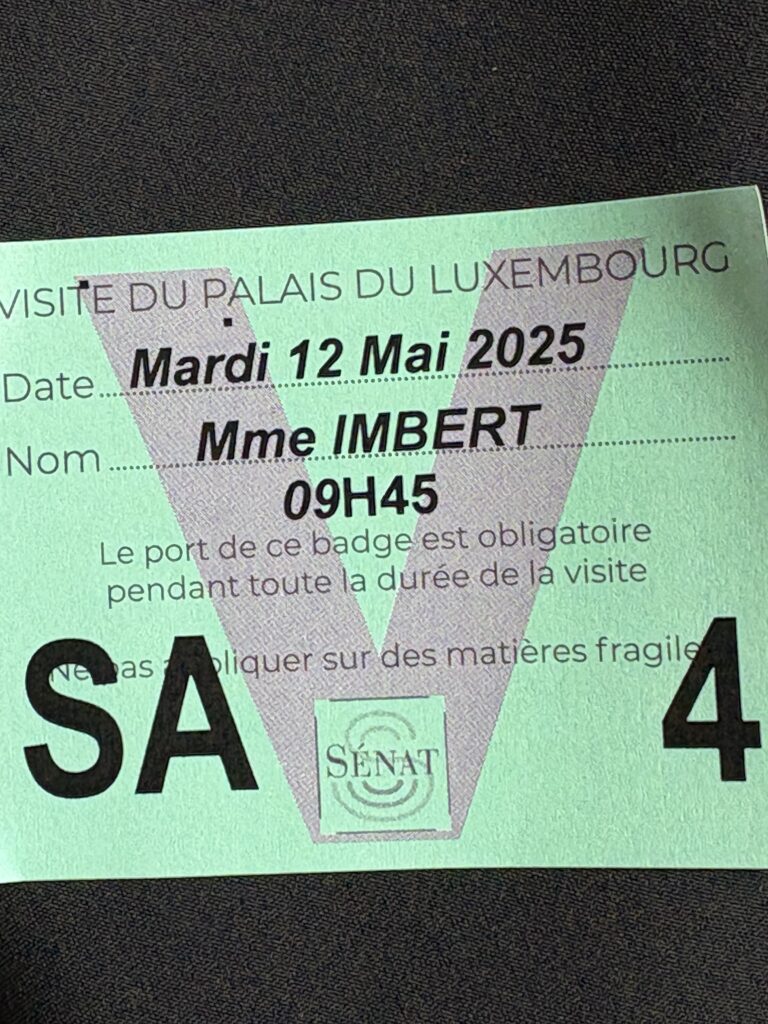 VISITE DU PALAIS DU LUXEMBOURG
Date Mardi 12 Mai 2025
Nom Mme IMBERT
09H45
Le port de ce badge est obligatoire
pendant toute la durée de la visite
Ne pas appliquer sur des matières fragiles
SA 4
SÉNAT